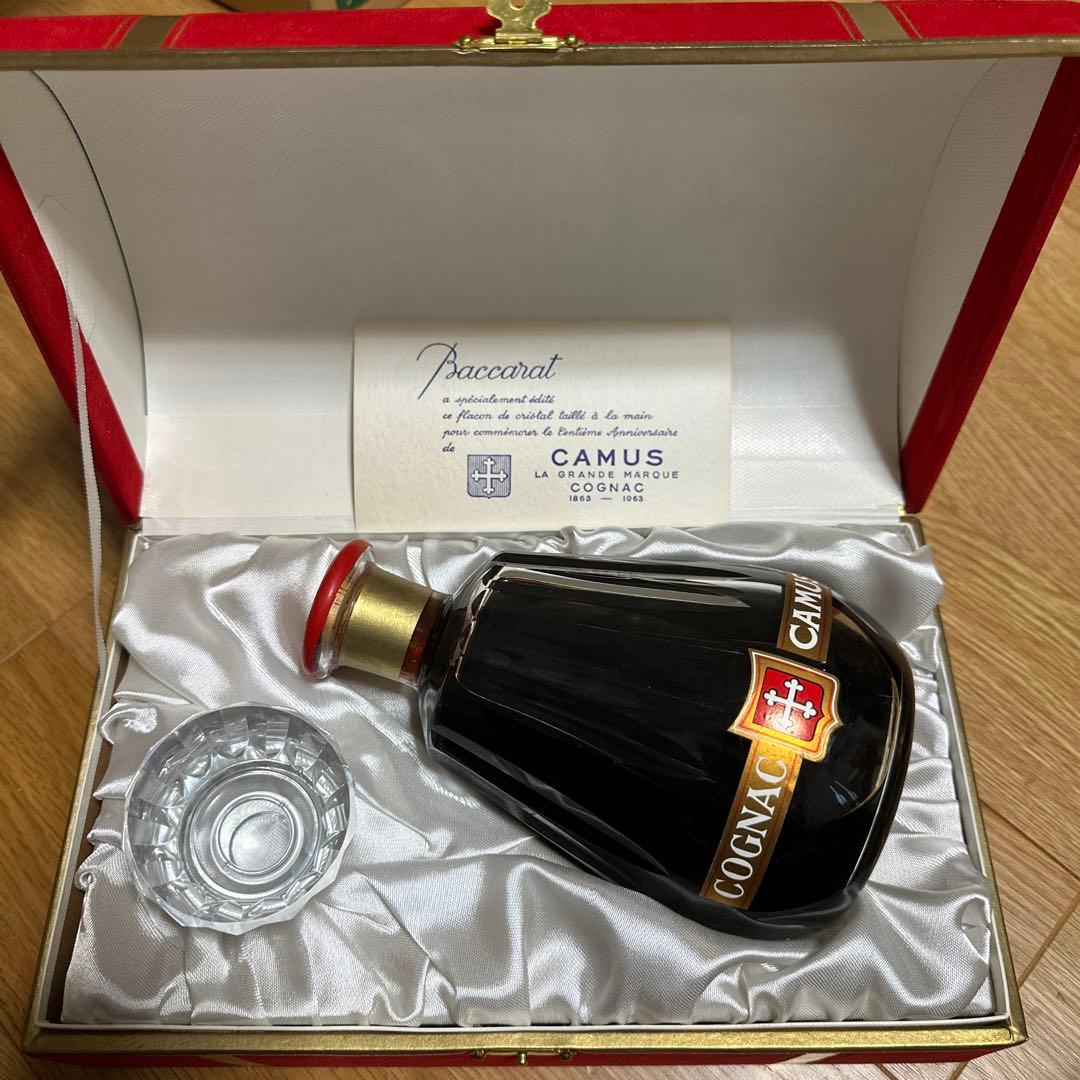 Baccarat
a spécialement édité
ce flacon de cristal taillé à la main
pour commémorer le Centième Anniversaire
de
CAMUS
LA GRANDE MARQUE
COGNAC
1863 — 1963
CAMUS
COGNAC